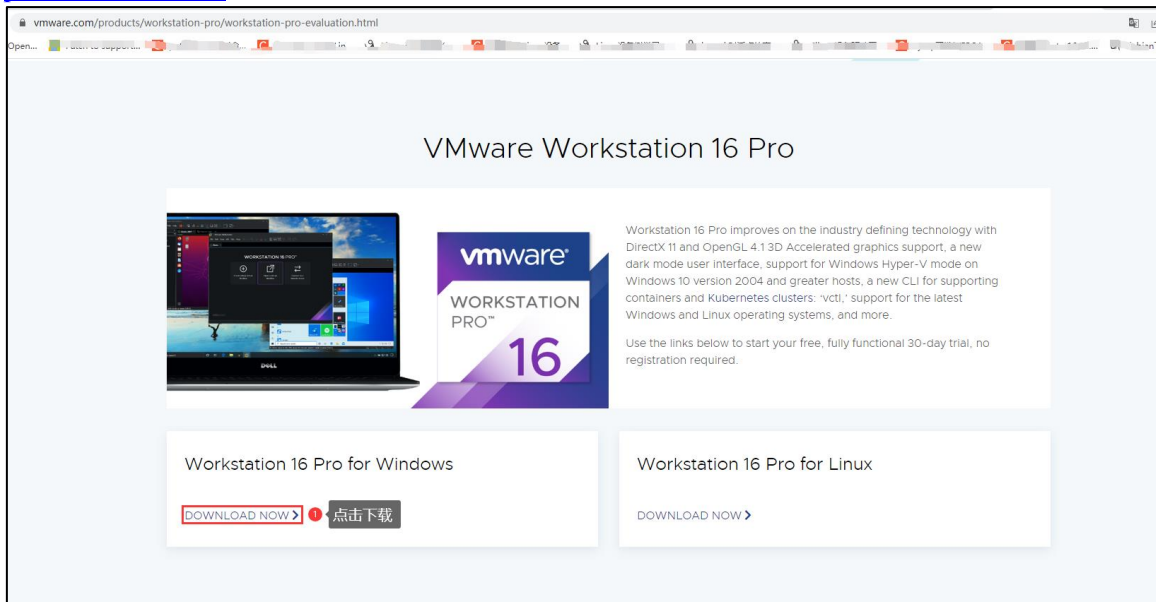 vmware.com/products/workstation-pro/workstation-pro-evaluation.html
Open...
VMware Workstation 16 Pro
WORKSTATION 16 PRO™
DELL
vmware®
WORKSTATION
PRO™
16
Workstation 16 Pro improves on the industry defining technology with
DirectX 11 and OpenGL 4.1 3D Accelerated graphics support, a new
dark mode user interface, support for Windows Hyper-V mode on
Windows 10 version 2004 and greater hosts, a new CLI for supporting
containers and Kubernetes clusters: 'vctl,' support for the latest
Windows and Linux operating systems, and more.
Use the links below to start your free, fully functional 30-day trial, no
registration required.
Workstation 16 Pro for Windows
DOWNLOAD NOW
1 点击下载
Workstation 16 Pro for Linux
DOWNLOAD NOW